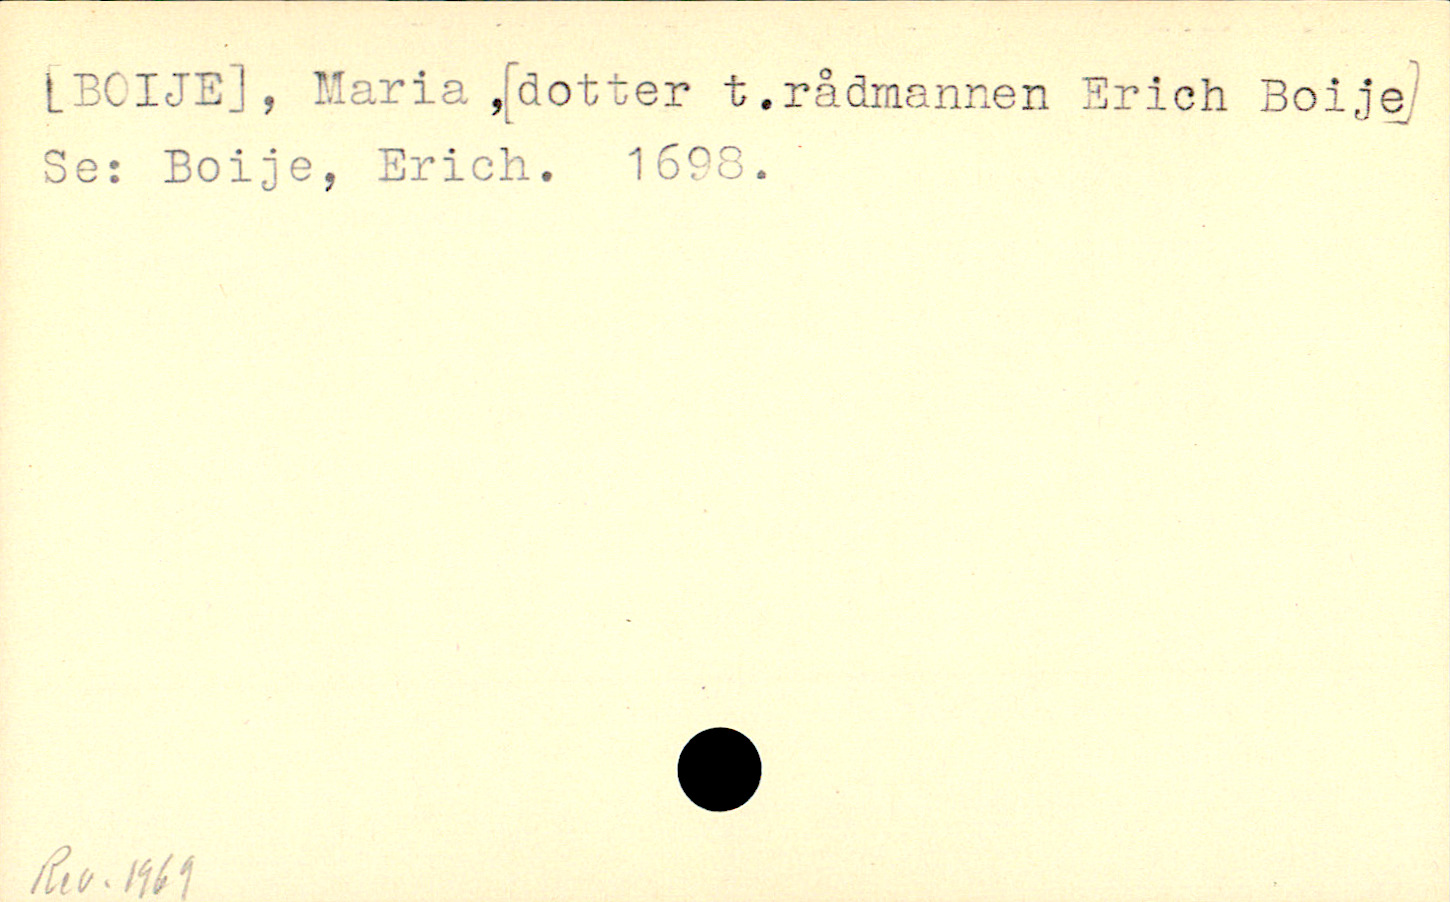 [BOIJE], Maria,[dotter t.rådmannen Erich Boije]
Se: Boije, Erich. 1698.
Rev. 1969